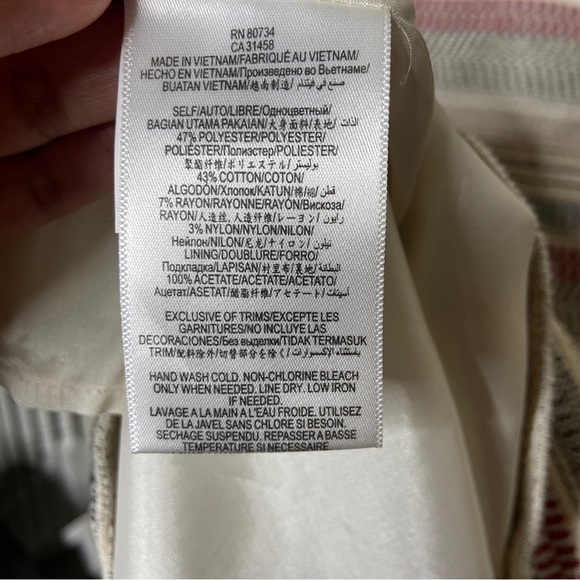 RN 80734
CA 31458
MADE IN VIETNAM/FABRIQUÉ AU VIETNAM/
HECHO EN VIETNAM/Произведено во Вьетнаме/
BUATAN VIETNAM/越南制造/ صنع في فيتنام/
SELF/AUTO/LIBRE/Одноцветный/
BAGIAN UTAMA PAKAIAN/大身面料/表地/ الذات/
47% POLYESTER/POLYESTER/
POLIÉSTER/Полиэстер/POLIESTER/
聚酯纤维/ポリエステル/بوليستر/
43% COTTON/COTON/
ALGODÓN/Хлопок/KATUN/棉/綿/ قطن/
7% RAYON/RAYONNE/RAYÓN/Вискоза/
RAYON/人造丝,人造纤维/レーヨン/ رايون/
3% NYLON/NYLON/NILON/
Нейлон/NILON/尼龙/ナイロン/ نيلون/
LINING/DOUBLURE/FORRO/
Подкладка/LAPISAN/衬里布/裏地/ البطانة/
100% ACETATE/ACÉTATE/ACETATO/
Ацетат/ASETAT/醋酯纤维/アセテート/ أسيتات/
EXCLUSIVE OF TRIMS/EXCEPTE LES
GARNITURES/NO INCLUYE LAS
DECORACIONES/Без выделки/TIDAK TERMASUK
TRIM/配料除外/切替部分を除く/ باستثناء الإكسسوارات/
HAND WASH COLD. NON-CHLORINE BLEACH
ONLY WHEN NEEDED. LINE DRY. LOW IRON
IF NEEDED.
LAVAGE A LA MAIN A L'EAU FROIDE. UTILISEZ
DE LA JAVEL SANS CHLORE SI BESOIN.
SECHAGE SUSPENDU. REPASSER A BASSE
TEMPERATURE SI NECESSAIRE.